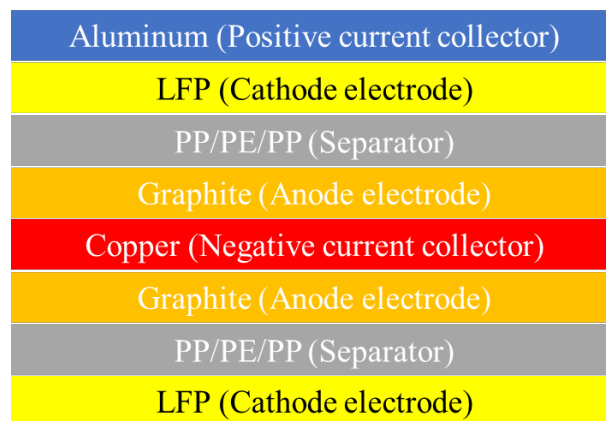 Aluminum (Positive current collector)
LFP (Cathode electrode)
PP/PE/PP (Separator)
Graphite (Anode electrode)
Copper (Negative current collector)
Graphite (Anode electrode)
PP/PE/PP (Separator)
LFP (Cathode electrode)